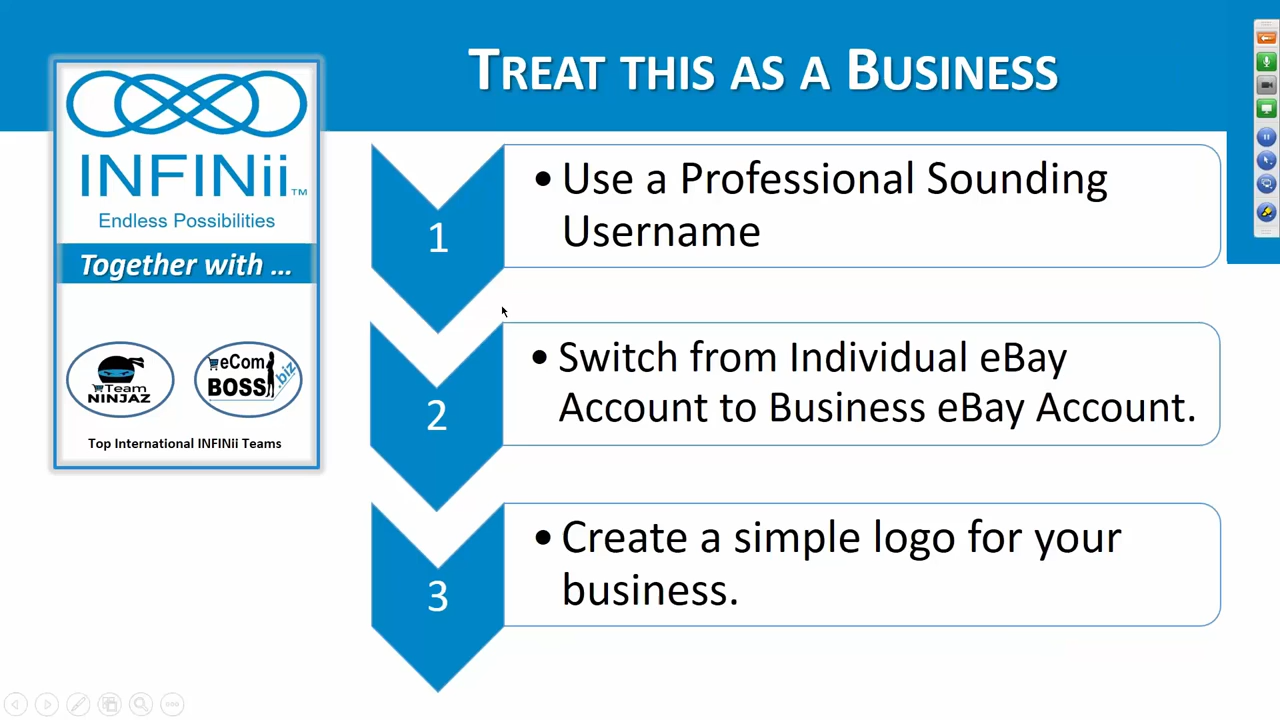 TREAT THIS AS A BUSINESS
INFINii™
Endless Possibilities
Together with ...
Team
NINJAZ
eCom
BOSS
.biz
Top International INFINii Teams
1
• Use a Professional Sounding
Username
2
• Switch from Individual eBay
Account to Business eBay Account.
3
• Create a simple logo for your
business.